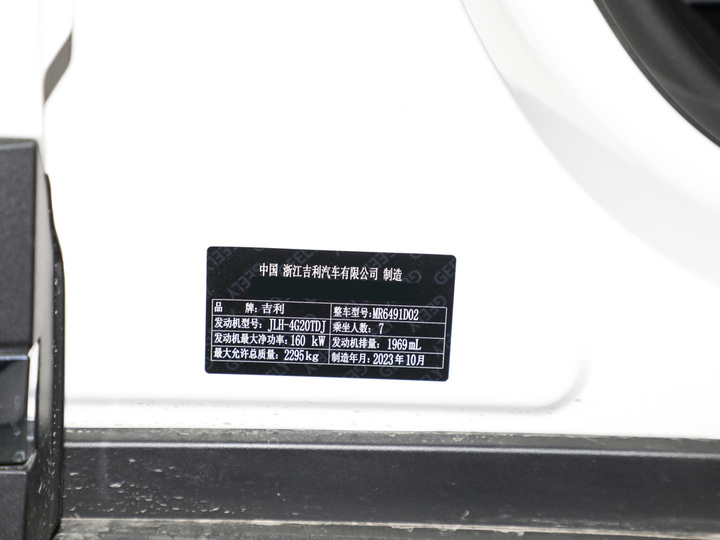 中国 浙江吉利汽车有限公司 制造
品 牌:吉利 整车型号:MR6491D02
发动机型号:JLH-4G20TDJ 乘坐人数:7
发动机最大净功率:160 kW 发动机排量:1969mL
最大允许总质量:2295kg 制造年月:2023年10月